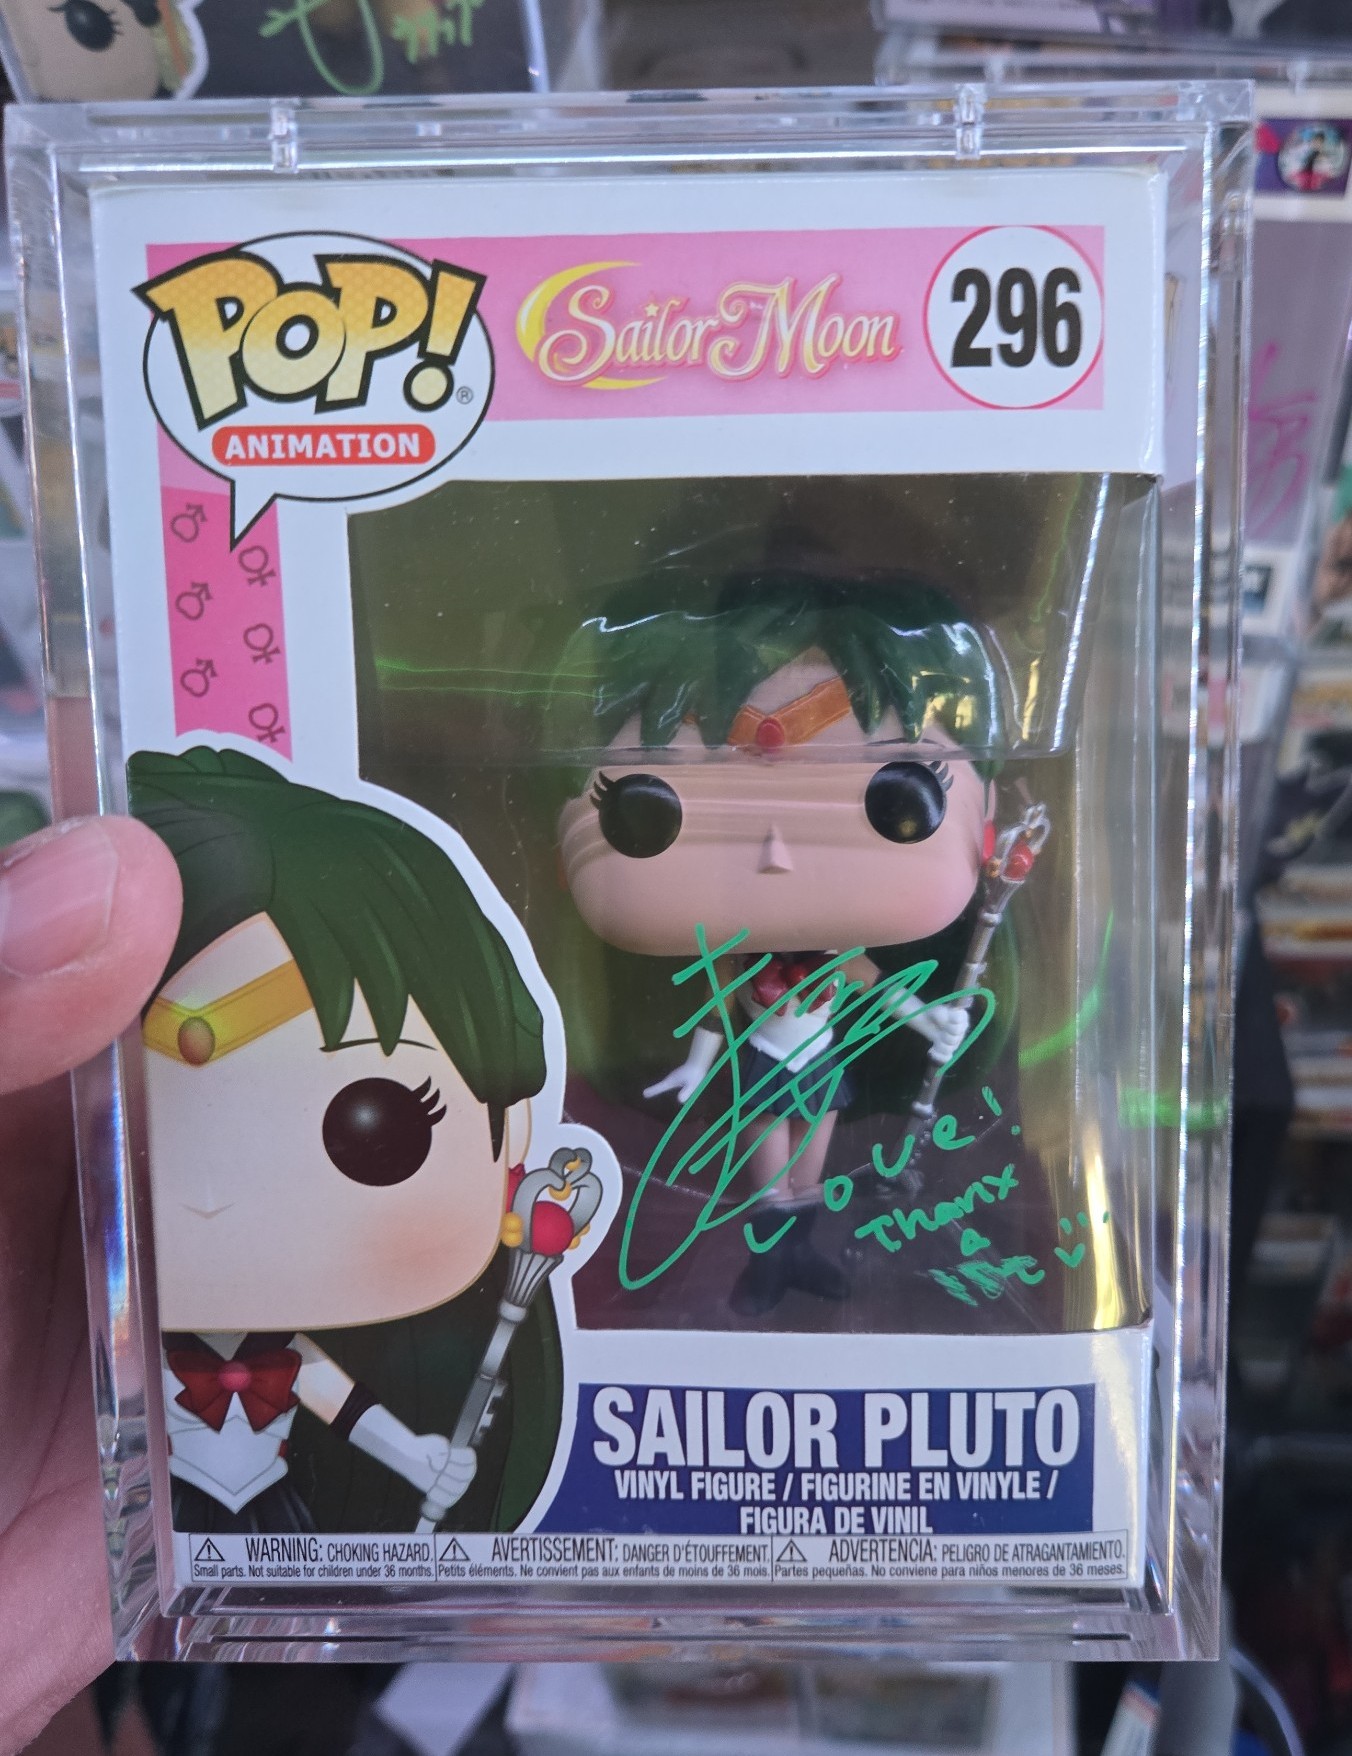 POP!®
ANIMATION
Sailor Moon
296
Love!
Thanx
SAILOR PLUTO
VINYL FIGURE / FIGURINE EN VINYLE /
FIGURA DE VINIL
WARNING: CHOKING HAZARD.
Small parts. Not suitable for children under 36 months.
AVERTISSEMENT: DANGER D'ÉTOUFFEMENT.
Petits éléments. Ne convient pas aux enfants de moins de 36 mois.
ADVERTENCIA: PELIGRO DE ATRAGANTAMIENTO.
Partes pequeñas. No conviene para niños menores de 36 meses.